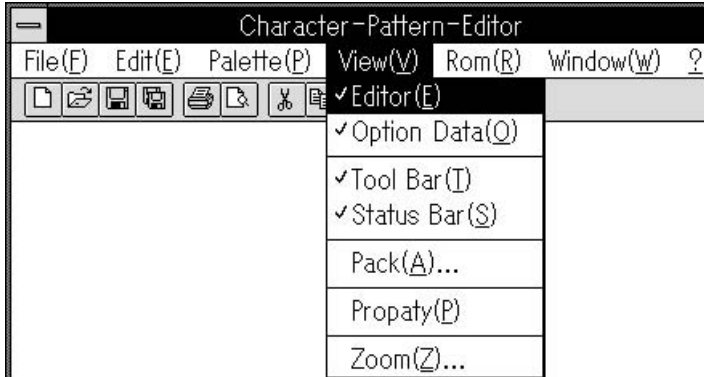 Character-Pattern-Editor
File(F) Edit(E) Palette(P) View(V) Rom(R) Window(W) ?
✓Editor(E)
✓Option Data(O)
✓Tool Bar(T)
✓Status Bar(S)
Pack(A)...
Propaty(P)
Zoom(Z)...